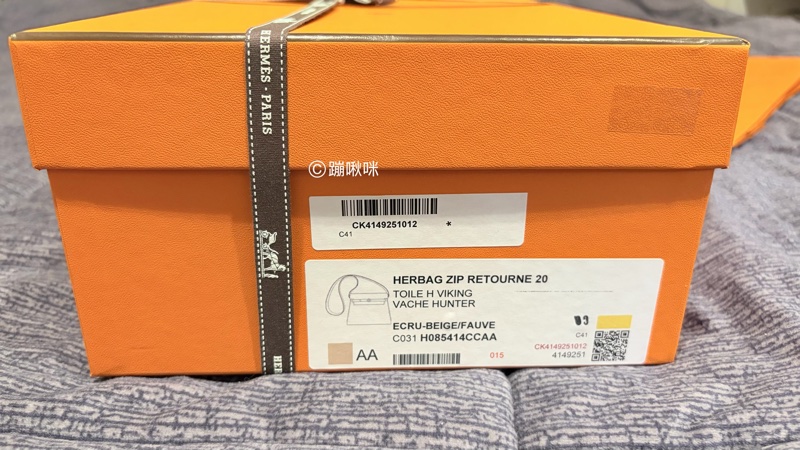 HERMÈS · PARIS
©蹦啾咪
CK4149251012 *
C41
HERBAG ZIP RETOURNE 20
TOILE H VIKING
VACHE HUNTER
ECRU-BEIGE/FAUVE
C031 H085414CCAA
C41
AA
015
CK4149251012
4149251
HER